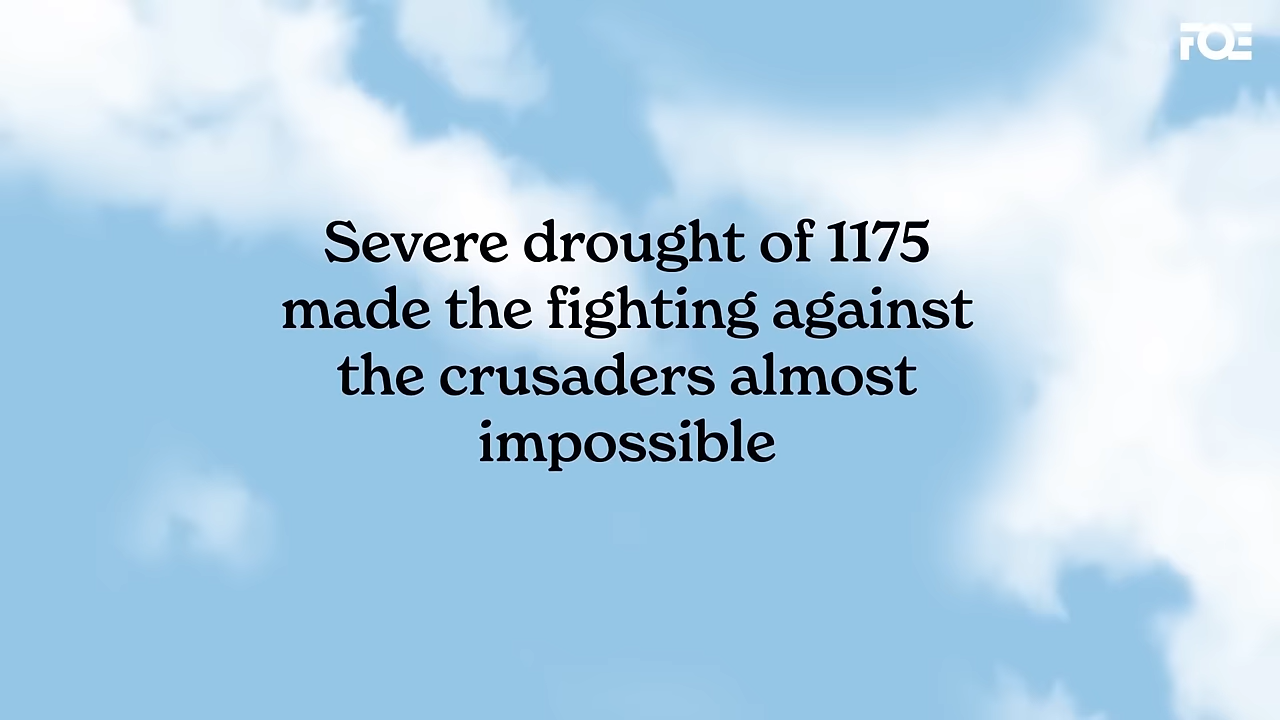 FOE
Severe drought of 1175
made the fighting against
the crusaders almost
impossible